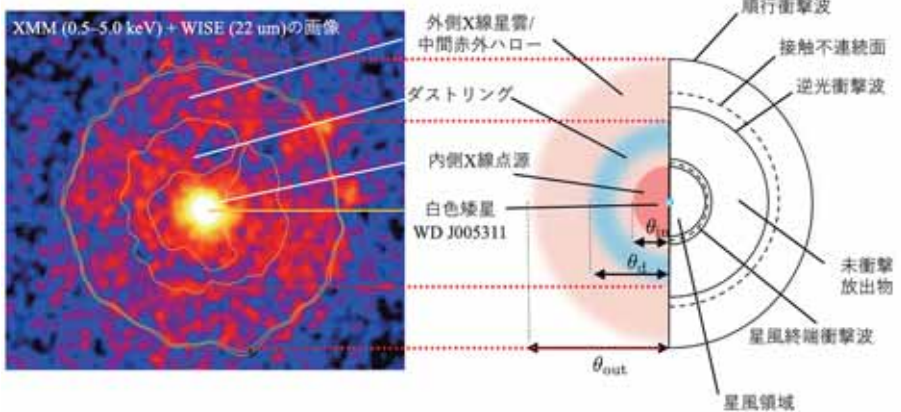 XMM (0.5–5.0 keV) + WISE (22 um)の画像
外側X線星雲/
中間赤外ハロー
ダストリング
内側X線点源
白色矮星
WD J005311
θin
θd
θout
順行衝撃波
接触不連続面
逆光衝撃波
未衝撃
放出物
星風終端衝撃波
星風領域